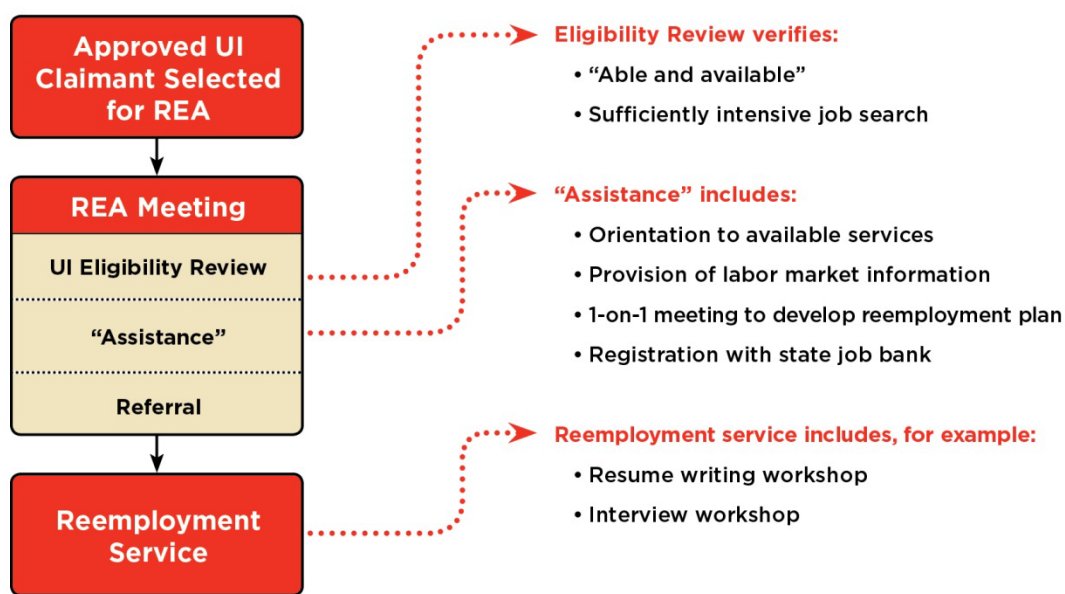 Approved UI
Claimant Selected
for REA
REA Meeting
UI Eligibility Review
“Assistance”
Referral
Reemployment
Service
Eligibility Review verifies:
• “Able and available”
• Sufficiently intensive job search
“Assistance” includes:
• Orientation to available services
• Provision of labor market information
• 1-on-1 meeting to develop reemployment plan
• Registration with state job bank
Reemployment service includes, for example:
• Resume writing workshop
• Interview workshop